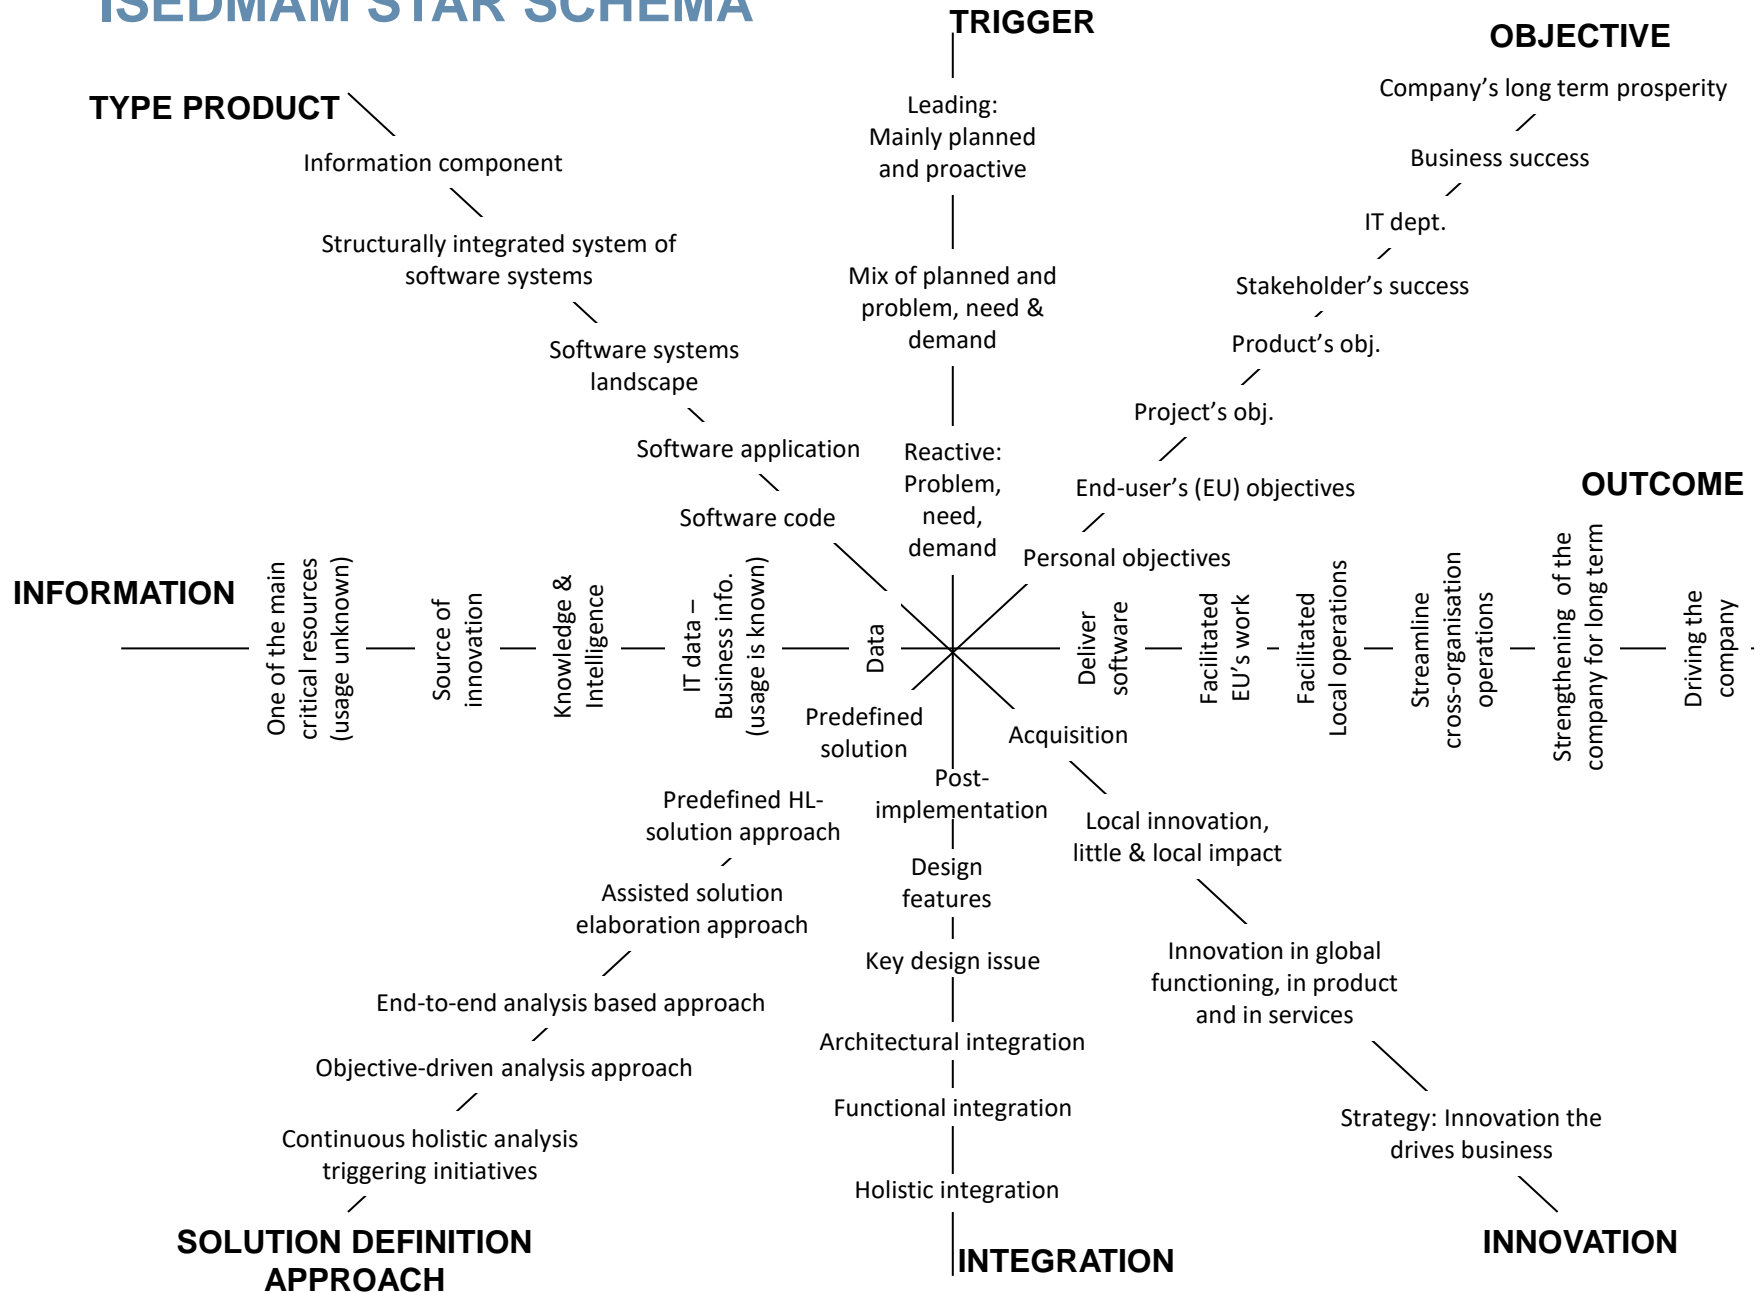 ISEDMAM STAR SCHEMA
TRIGGER
Leading:
Mainly planned
and proactive
Mix of planned and
problem, need &
demand
Reactive:
Problem,
need,
demand
OBJECTIVE
Company’s long term prosperity
Business success
IT dept.
Stakeholder’s success
Product’s obj.
Project’s obj.
End-user’s (EU) objectives
Personal objectives
TYPE PRODUCT
Information component
Structurally integrated system of
software systems
Software systems
landscape
Software application
Software code
INFORMATION
One of the main
critical resources
(usage unknown)
Source of
innovation
Knowledge &
Intelligence
IT data –
Business info.
(usage is known)
Data
OUTCOME
Deliver
software
Facilitated
EU’s work
Facilitated
Local operations
Streamline
cross-organisation
operations
Strengthening of the
company for long term
Driving the
company
Predefined
solution
Predefined HL-
solution approach
Assisted solution
elaboration approach
End-to-end analysis based approach
Objective-driven analysis approach
Continuous holistic analysis
triggering initiatives
SOLUTION DEFINITION
APPROACH
Post-
implementation
Design
features
Key design issue
Architectural integration
Functional integration
Holistic integration
INTEGRATION
Acquisition
Local innovation,
little & local impact
Innovation in global
functioning, in product
and in services
Strategy: Innovation the
drives business
INNOVATION